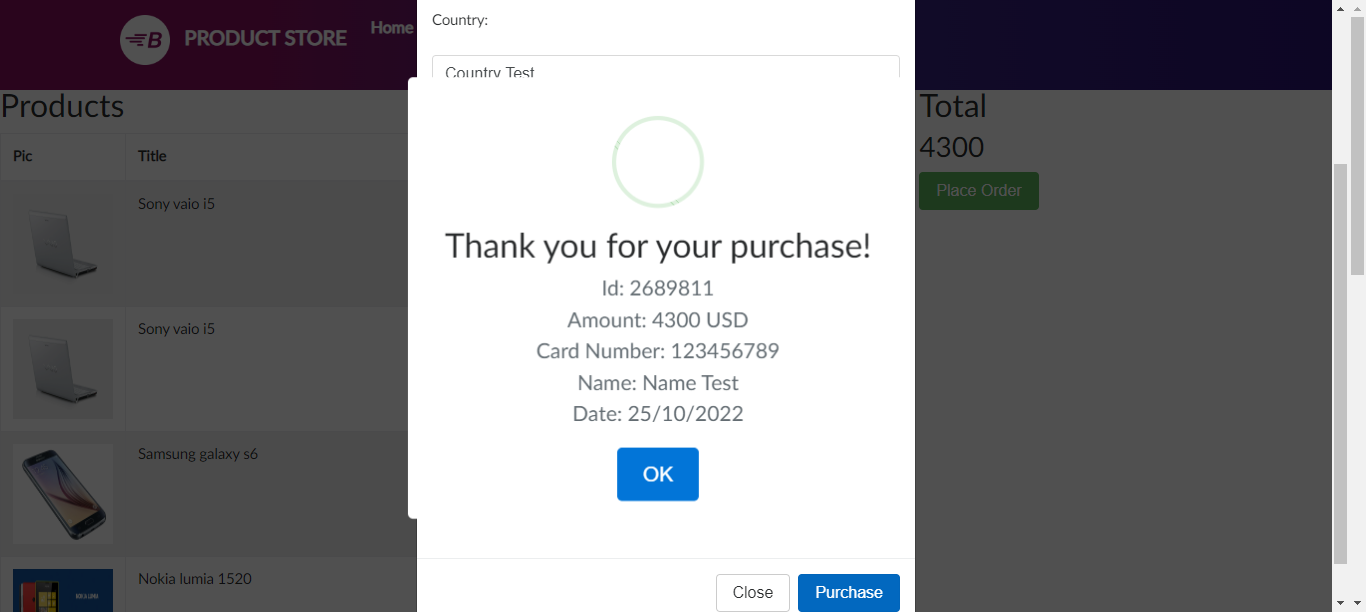 B PRODUCT STORE
Home
Country:
Country Test
Products
Pic Title
Sony vaio i5
Sony vaio i5
Samsung galaxy s6
Nokia lumia 1520
Thank you for your purchase!
Id: 2689811
Amount: 4300 USD
Card Number: 123456789
Name: Name Test
Date: 25/10/2022
OK
Close Purchase
Total
4300
Place Order